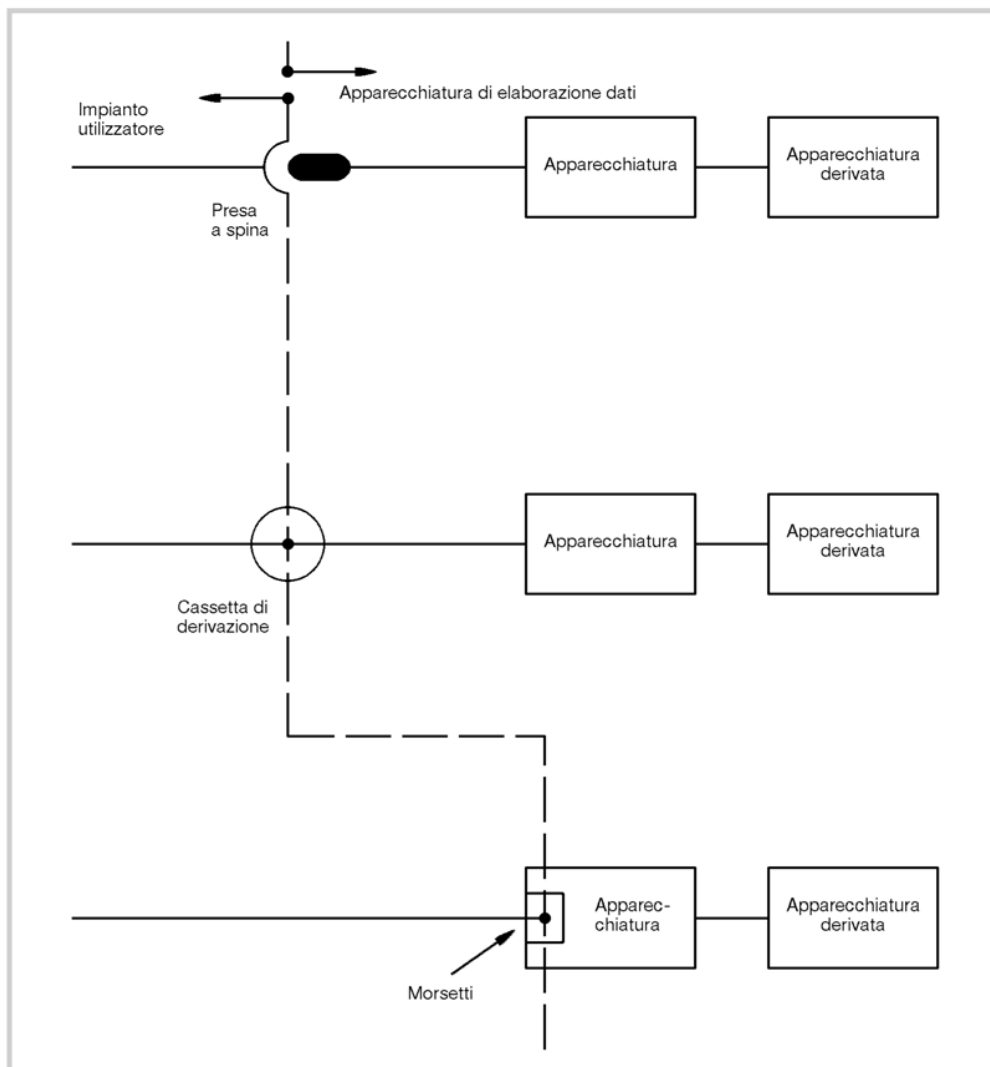 Apparecchiatura di elaborazione dati
Impianto
utilizzatore
Apparecchiatura
Apparecchiatura
derivata
Presa
a spina
Apparecchiatura
Apparecchiatura
derivata
Cassetta di
derivazione
Apparec-
chiatura
Apparecchiatura
derivata
Morsetti